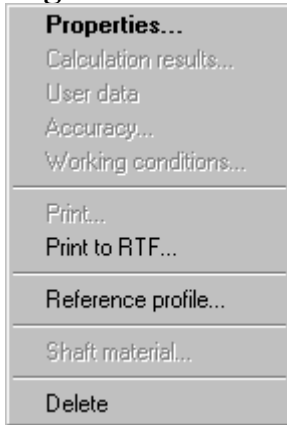 Properties...
Calculation results...
User data
Accuracy...
Working conditions...
Print...
Print to RTF...
Reference profile...
Shaft material...
Delete